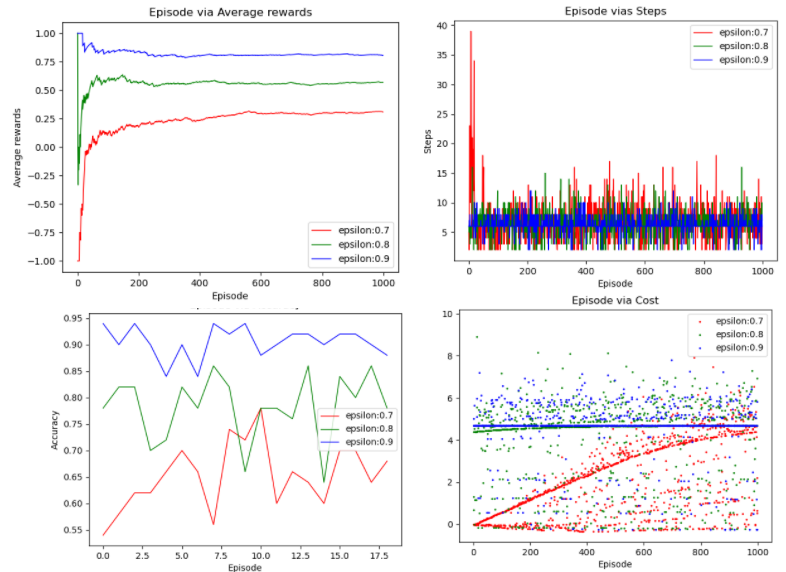 Episode via Average rewards
1.00
0.75
0.50
0.25
0.00
−0.25
−0.50
−0.75
−1.00
Average rewards
0
200
400
600
800
1000
Episode
epsilon:0.7
epsilon:0.8
epsilon:0.9
Episode vias Steps
40
35
30
25
20
15
10
5
Steps
0
200
400
600
800
1000
Episode
epsilon:0.7
epsilon:0.8
epsilon:0.9
0.95
0.90
0.85
0.80
0.75
0.70
0.65
0.60
0.55
Accuracy
0.0
2.5
5.0
7.5
10.0
12.5
15.0
17.5
Episode
epsilon:0.7
epsilon:0.8
epsilon:0.9
Episode via Cost
10
8
6
4
2
0
0
200
400
600
800
1000
Episode
epsilon:0.7
epsilon:0.8
epsilon:0.9